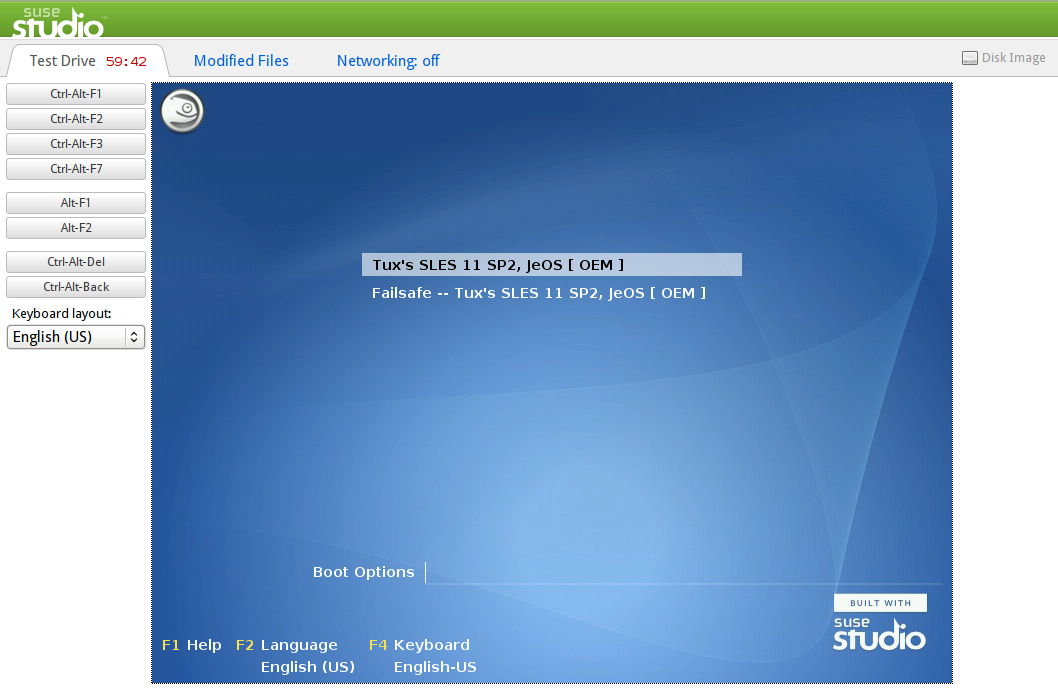 suse
studio
Test Drive 59:42 Modified Files Networking: off Disk Image
Ctrl-Alt-F1
Ctrl-Alt-F2
Ctrl-Alt-F3
Ctrl-Alt-F7
Alt-F1
Alt-F2
Ctrl-Alt-Del
Ctrl-Alt-Back
Keyboard layout:
English (US)
Tux's SLES 11 SP2, JeOS [ OEM ]
Failsafe -- Tux's SLES 11 SP2, JeOS [ OEM ]
Boot Options
BUILT WITH
suse
studio
F1 Help F2 Language F4 Keyboard
English (US) English-US